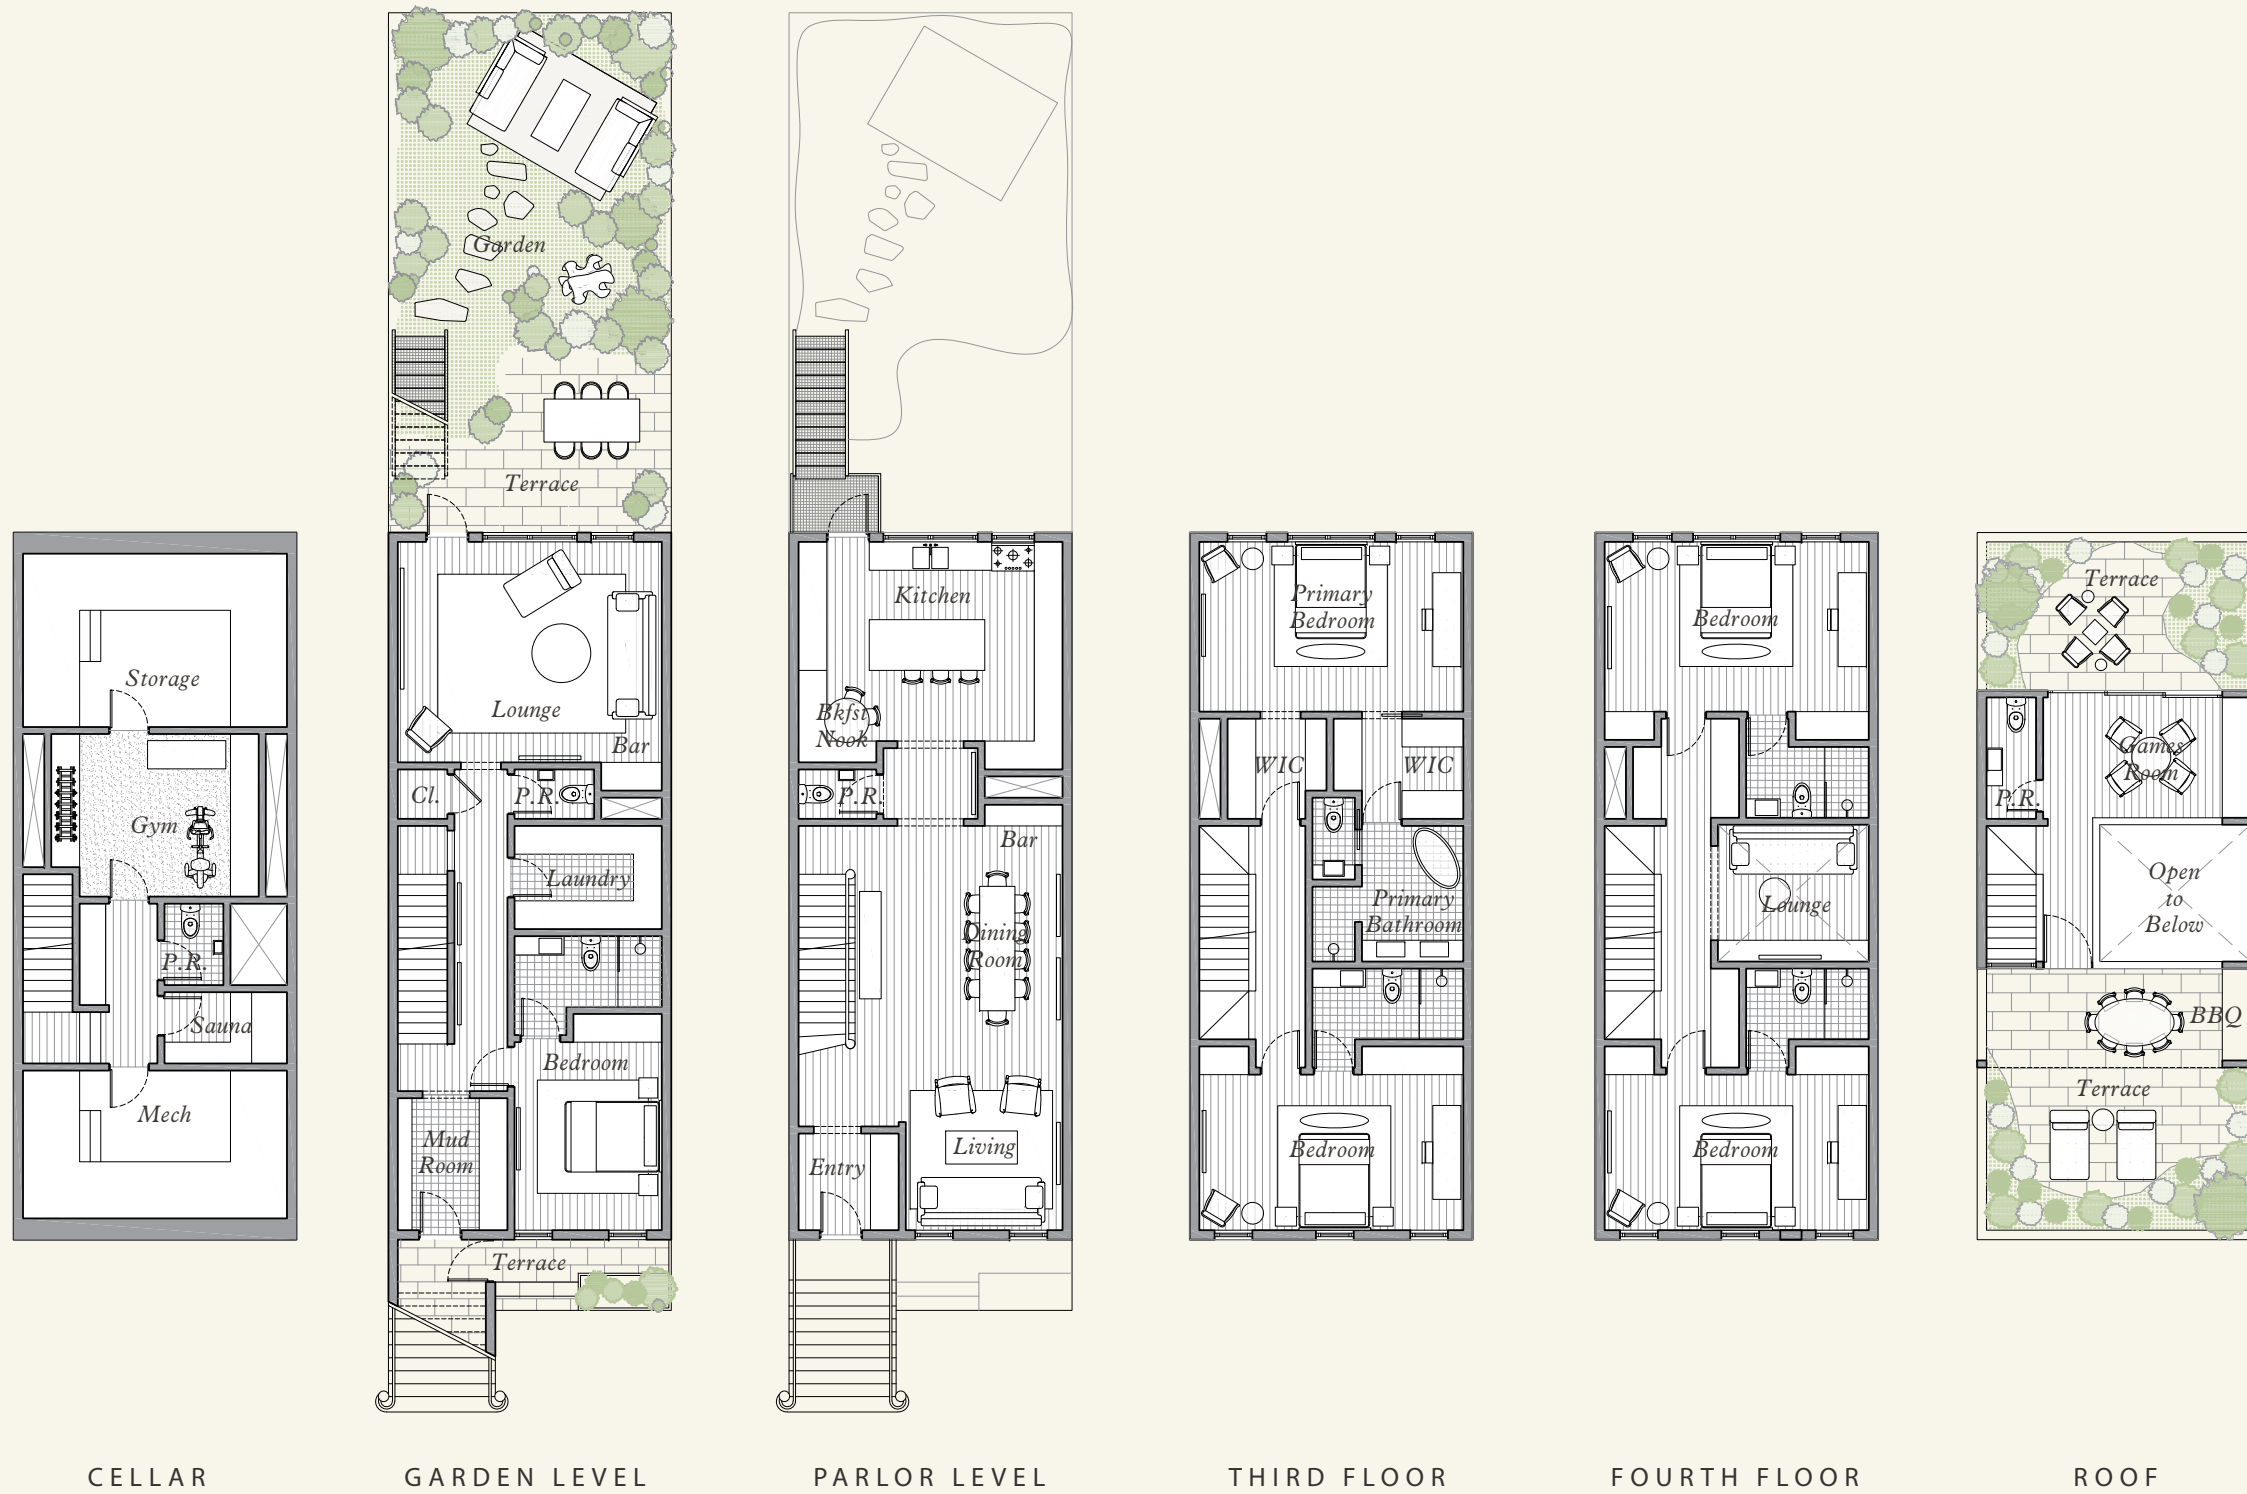 Storage
Gym
P.R.
Sauna
Mech
CELLAR
Garden
Terrace
Lounge
Bar
Cl.
P.R.
Laundry
Bedroom
Mud
Room
Terrace
GARDEN LEVEL
Kitchen
Bkfst
Nook
P.R.
Bar
Dining
Room
Living
Entry
PARLOR LEVEL
Primary
Bedroom
WIC
WIC
Primary
Bathroom
Bedroom
THIRD FLOOR
Bedroom
Lounge
Bedroom
FOURTH FLOOR
Terrace
Games
Room
P.R.
Open
to
Below
BBQ
Terrace
ROOF